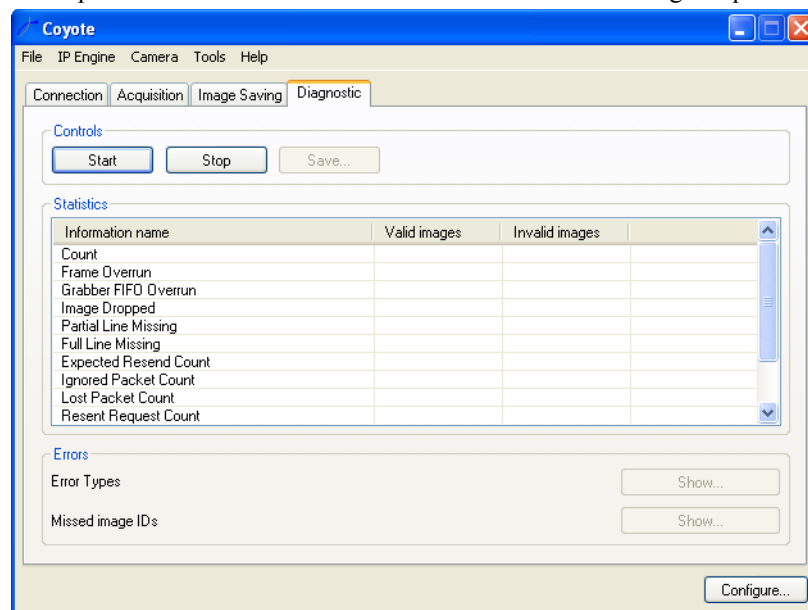 Coyote
File IP Engine Camera Tools Help
Connection Acquisition Image Saving Diagnostic
Controls
Start Stop Save...
Statistics
Information name Valid images Invalid images
Count
Frame Overrun
Grabber FIFO Overrun
Image Dropped
Partial Line Missing
Full Line Missing
Expected Resend Count
Ignored Packet Count
Lost Packet Count
Resent Request Count
Errors
Error Types Show...
Missed image IDs Show...
Configure...